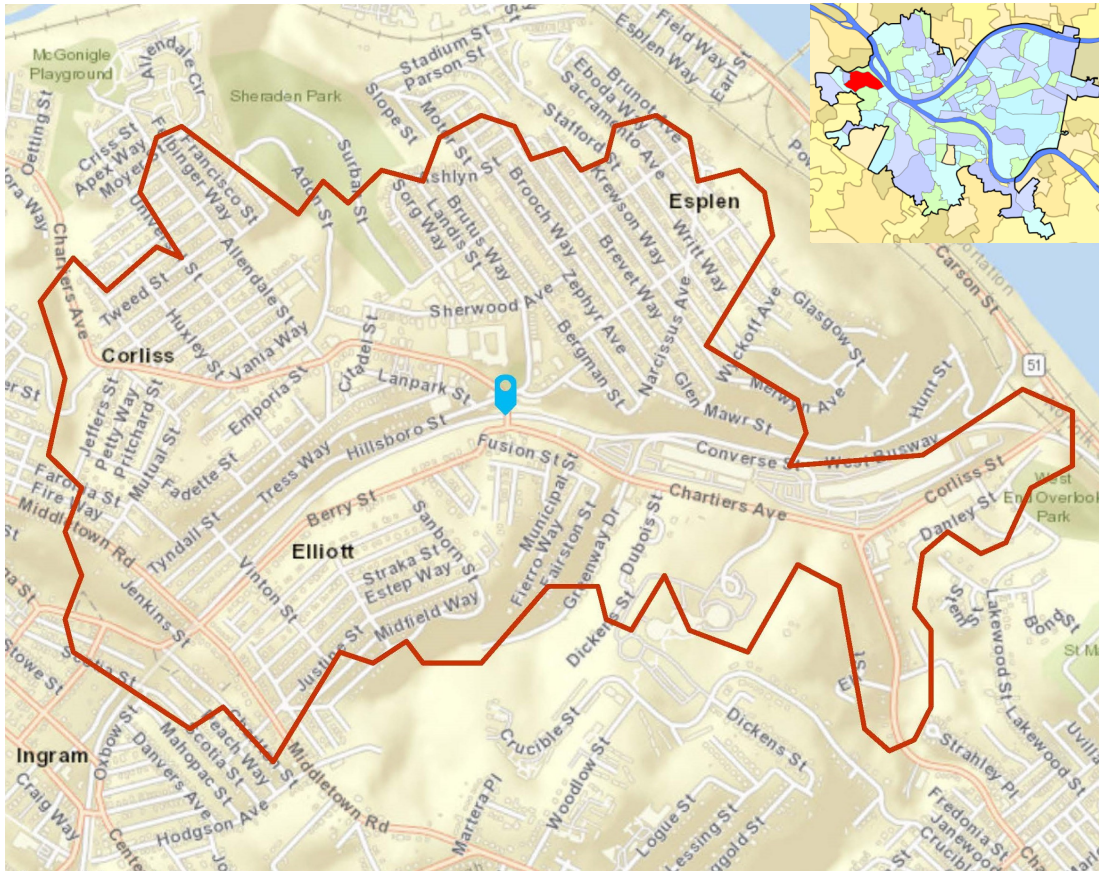 McGonigle
Playground
Allendale Cir
Sheraden Park
Stadium St
Parson St
Field Way
Esplen Way
Earl St
Oetting St
Criss St
Apex Way
Moyer St
Francisco St
Slope St
Surban St
Ashlyn St
Eboda Way
Sacramento Ave
Brunot Ave
Stafford St
Krewson Way
Writt Way
Esplen
Chartiers Ave
Allendale St
Tweed St
Huxley St
Vania Way
Sorg Way
Landis St
Brutus Way
Brooch Way
Zephyr Ave
Brevet Way
Narcissus Ave
Sherwood Ave
Bergman St
Glasgow St
Carson St
51
Corliss
Citadel St
Lanpark St
Emporia St
Hillsboro St
Tress Way
Glen Mawr St
Merwyn Ave
Wyckoff Ave
Hunt St
Jeffers St
Petty Way
Pritchard St
Mutual St
Fadette St
Faronia St
Fire Way
Middletown Rd
Tyndall St
Berry St
Fusion St
Converse St
West Busway
Chartiers Ave
Corliss St
Danley St
West
End Overlook
Park
Elliott
Sanborn St
Straka St
Estep Way
Midfield Way
Municipal St
Fierro Way
Fairston St
Greenway Dr
Dubois St
Dickens St
Jenkins St
Vinton St
Justine St
Stowe St
Scotia St
Lakewood St
Bond St
Ingram
Oxbow St
Danvers Ave
Mahopac St
Scotia St
Hodgson Ave
Craig Way
Middletown Rd
Martera Pl
Crucible St
Woodlow St
Dickens St
Logue St
Lessing St
Strahley Pl
Lakewood St
Fredonia St